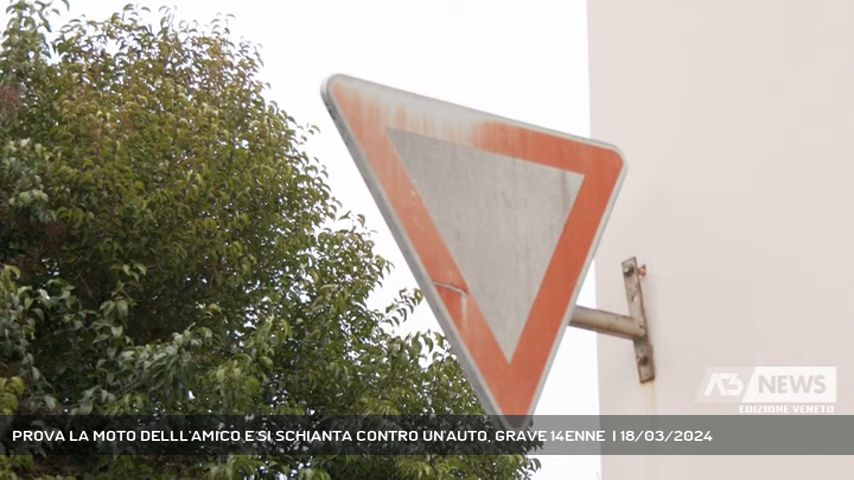 A3 NEWS
EDIZIONE VENETO
PROVA LA MOTO DELLL'AMICO E SI SCHIANTA CONTRO UN'AUTO, GRAVE 14ENNE | 18/03/2024